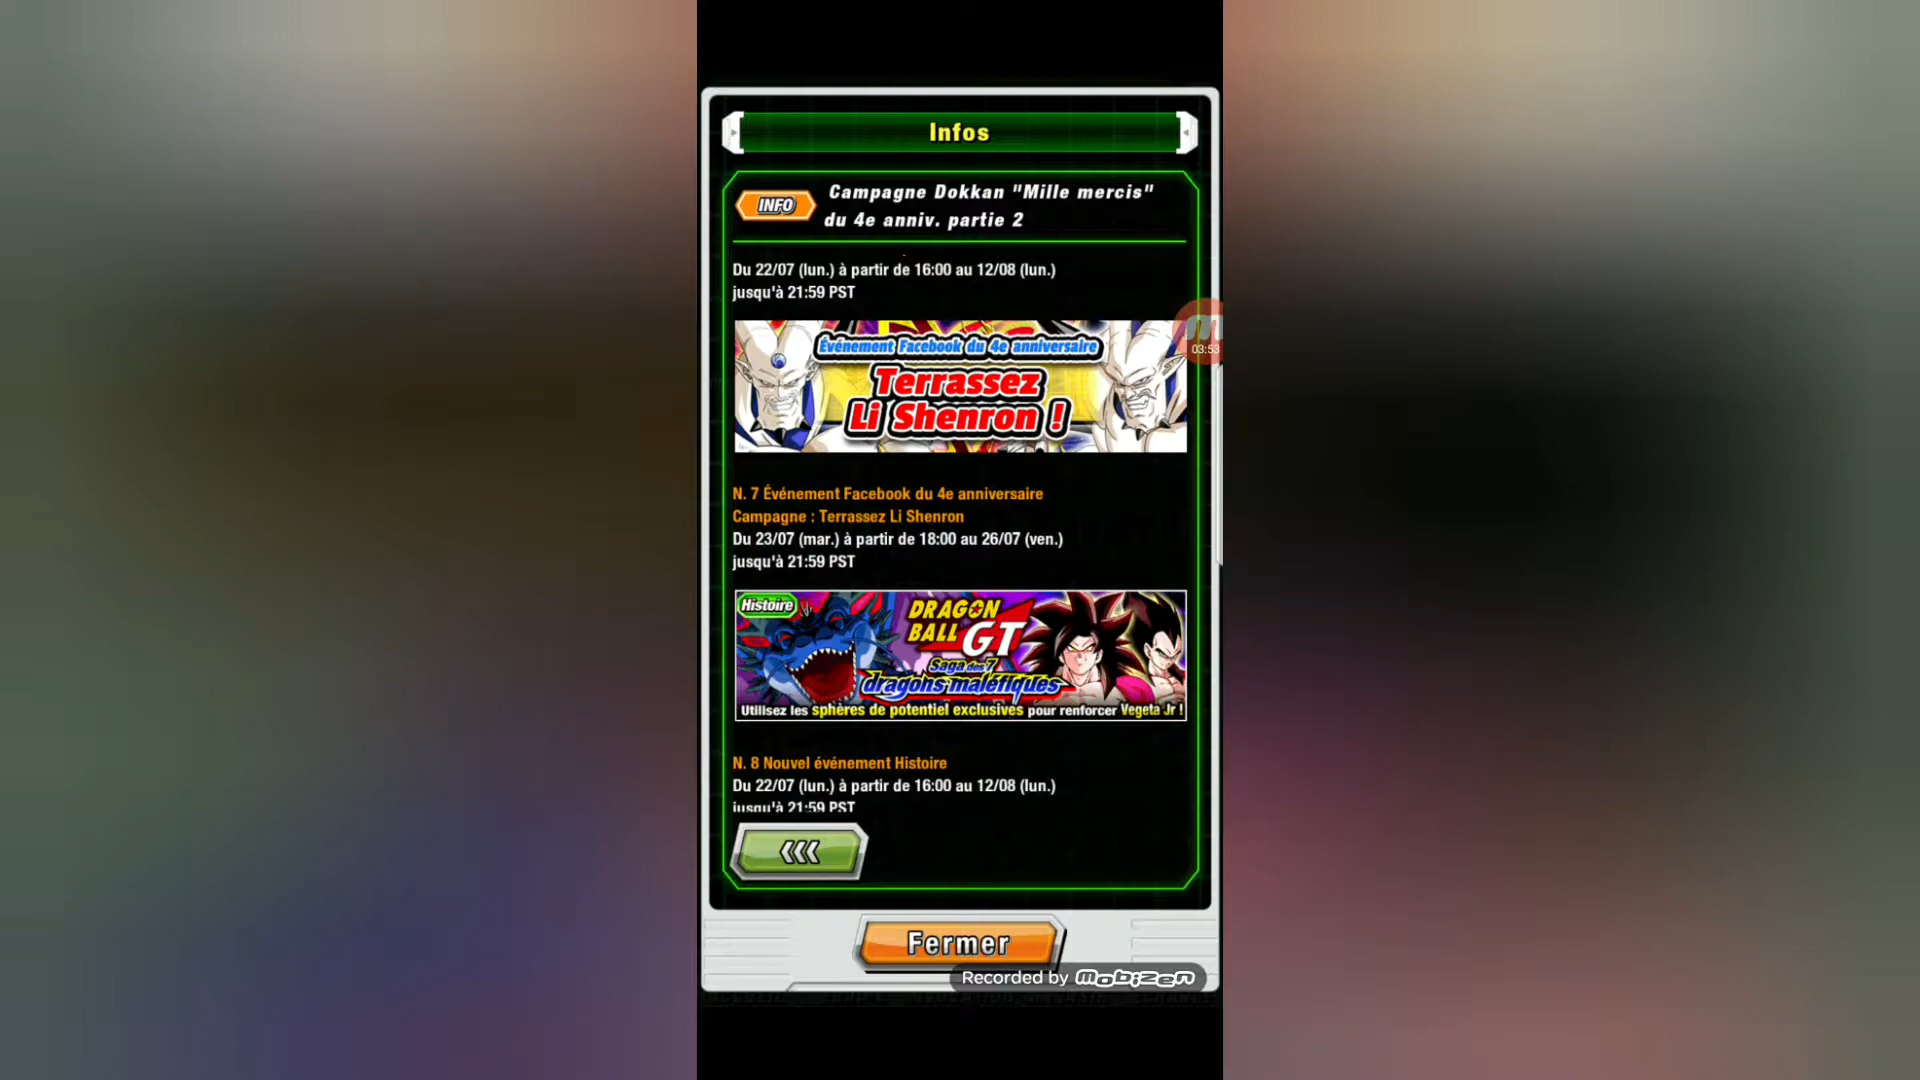 Infos
INFO
Campagne Dokkan "Mille mercis"
du 4e anniv. partie 2
Du 22/07 (lun.) à partir de 16:00 au 12/08 (lun.)
jusqu'à 21:59 PST
Événement Facebook du 4e anniversaire
Terrassez
Li Shenron !
03:53
N. 7 Événement Facebook du 4e anniversaire
Campagne : Terrassez Li Shenron
Du 23/07 (mar.) à partir de 18:00 au 26/07 (ven.)
jusqu'à 21:59 PST
Histoire
DRAGON
BALL GT
Saga des 7
dragons maléfiques
Utilisez les sphères de potentiel exclusives pour renforcer Vegeta Jr !
N. 8 Nouvel événement Histoire
Du 22/07 (lun.) à partir de 16:00 au 12/08 (lun.)
jusqu'à 21:59 PST
Fermer
Recorded by Mobizen